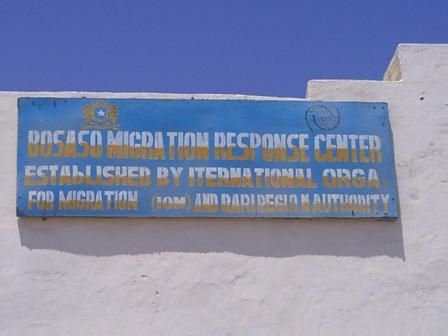 BOSASO MIGRATION RESPONSE CENTER
ESTABLISHED BY ITERNATIONAL ORGA
FOR MIGRATION (IOM) AND BARI REGION AUTHORITY